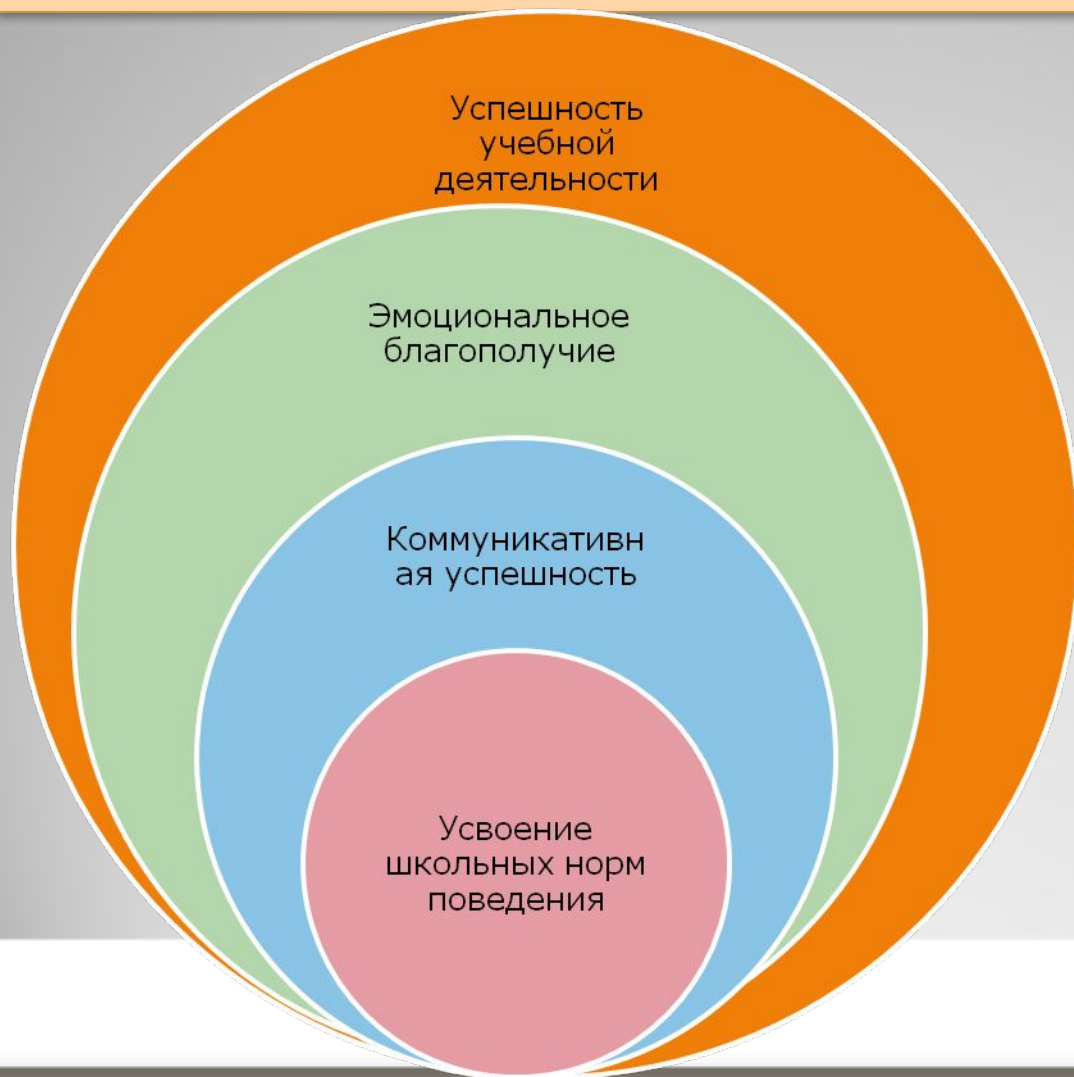 Успешность
учебной
деятельности
Эмоциональное
благополучие
Коммуникативн
ая успешность
Усвоение
школьных норм
поведения